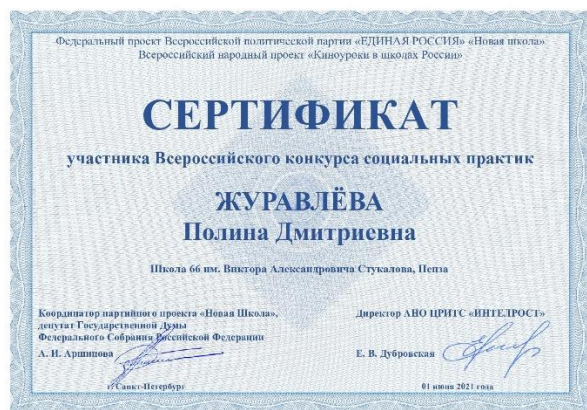 Федеральный проект Всероссийской политической партии «ЕДИНАЯ РОССИЯ» «Новая школа»
Всероссийский народный проект «Киноуроки в школах России»
СЕРТИФИКАТ
участника Всероссийского конкурса социальных практик
ЖУРАВЛЁВА
Полина Дмитриевна
Школа 66 им. Виктора Александровича Стукалова, Пенза
Координатор партийного проекта «Новая Школа»,
депутат Государственной Думы
Федерального Собрания Российской Федерации
А. И. Аршинова
г. Санкт-Петербург
Директор АНО ЦРИТС «ИНТЕЛРОСТ»
Е. В. Дубровская
01 июня 2021 года